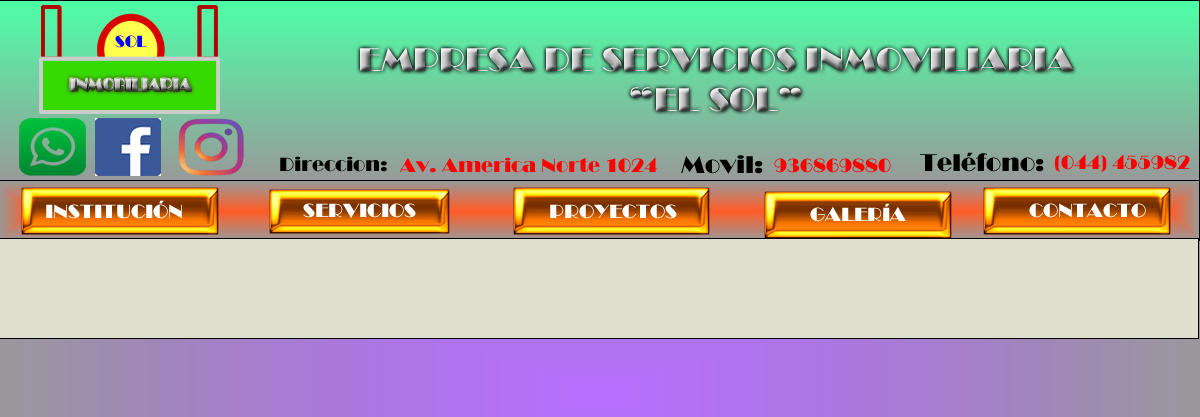 SOL
INMOBILIARIA
EMPRESA DE SERVICIOS INMOVILIARIA
“EL SOL”
Direccion: Av. America Norte 1024 Movil: 936869880 Teléfono: (044) 455982
INSTITUCIÓN SERVICIOS PROYECTOS GALERÍA CONTACTO